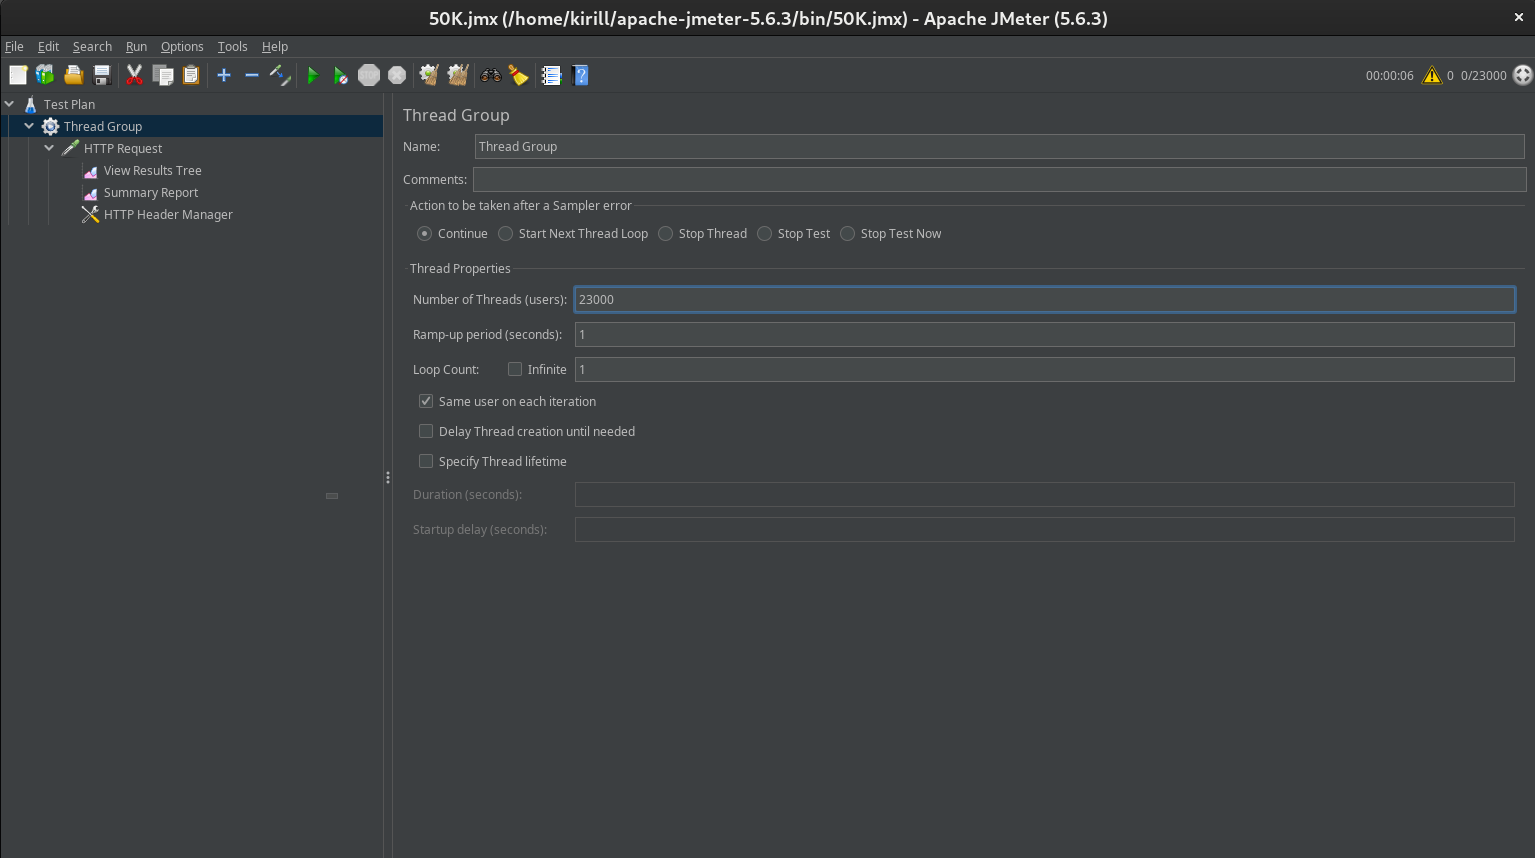 50K.jmx (/home/kirill/apache-jmeter-5.6.3/bin/50K.jmx) - Apache JMeter (5.6.3)
File Edit Search Run Options Tools Help
STOP
00:00:06 0 0/23000
Test Plan
Thread Group
HTTP Request
View Results Tree
Summary Report
HTTP Header Manager
Thread Group
Name: Thread Group
Comments:
Action to be taken after a Sampler error
Continue Start Next Thread Loop Stop Thread Stop Test Stop Test Now
Thread Properties
Number of Threads (users): 23000
Ramp-up period (seconds): 1
Loop Count: Infinite 1
Same user on each iteration
Delay Thread creation until needed
Specify Thread lifetime
Duration (seconds):
Startup delay (seconds):